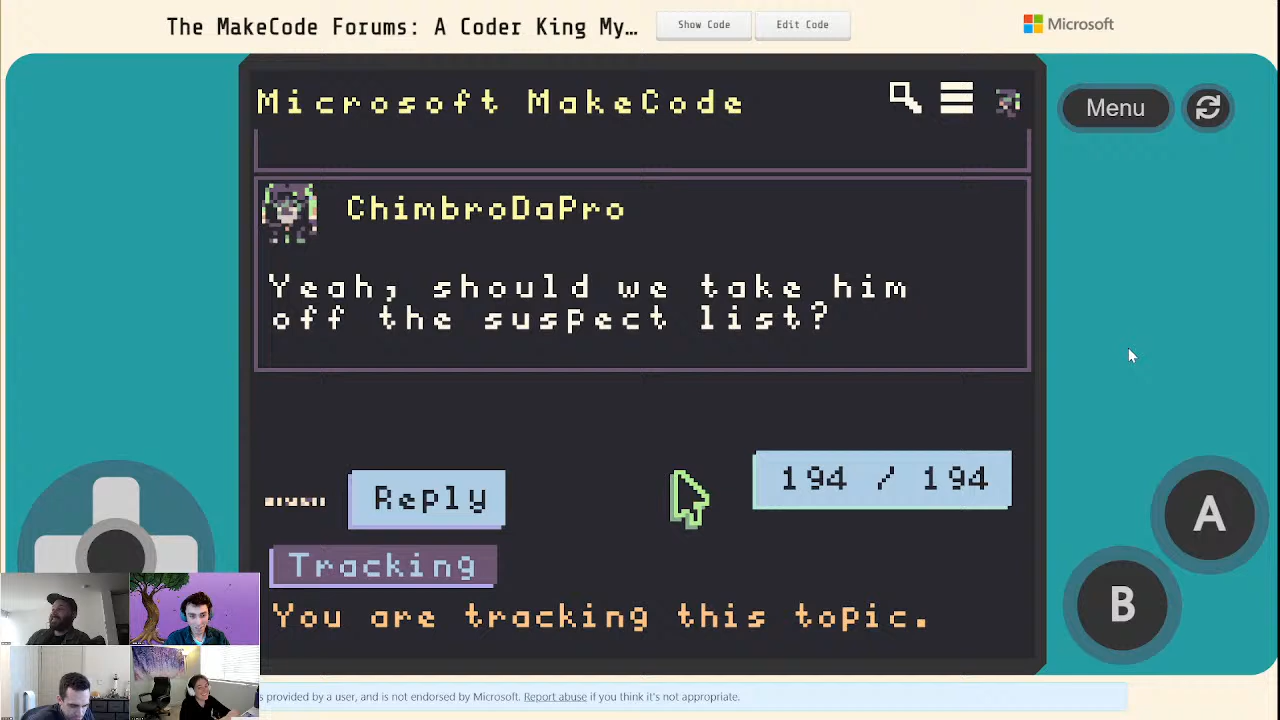 The MakeCode Forums: A Coder King My…
Show Code
Edit Code
Microsoft
Microsoft MakeCode
Menu
ChimbroDaPro
Yeah, should we take him
off the suspect list?
194 / 194
Reply
Tracking
You are tracking this topic.
A
B
s provided by a user, and is not endorsed by Microsoft. Report abuse if you think it's not appropriate.